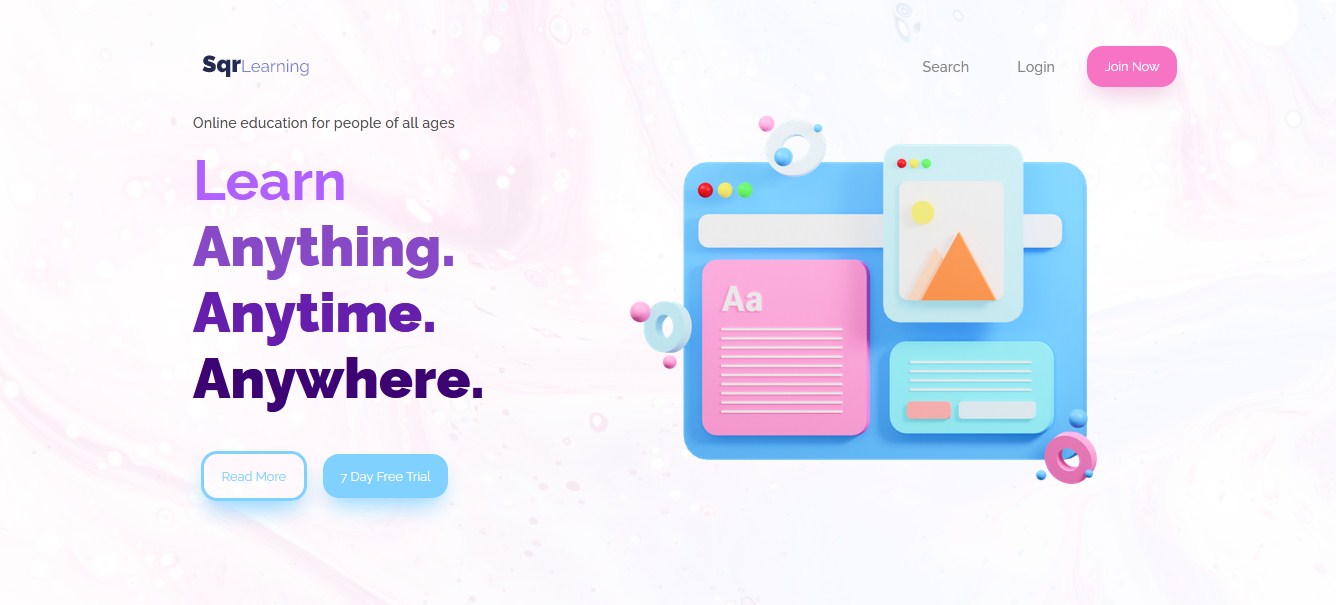 SqrLearning
Search
Login
Join Now
Online education for people of all ages
Learn
Anything.
Anytime.
Anywhere.
Read More
7 Day Free Trial
Aa